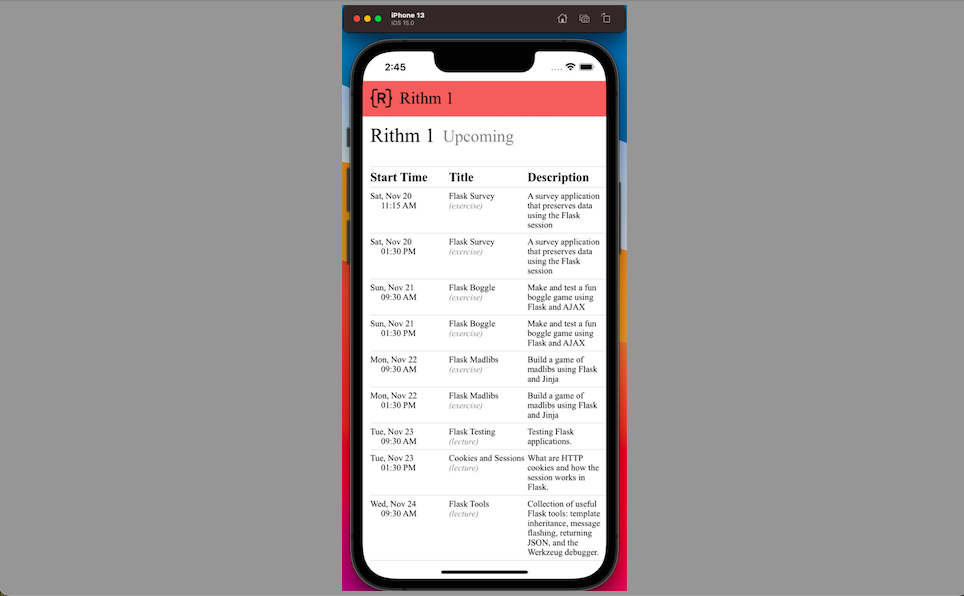 iPhone 13
iOS 15.0
2:45
{R} Rithm 1
Rithm 1 Upcoming
Start Time Title Description
Sat, Nov 20 Flask Survey A survey application
11:15 AM (exercise) that preserves data
using the Flask
session
Sat, Nov 20 Flask Survey A survey application
01:30 PM (exercise) that preserves data
using the Flask
session
Sun, Nov 21 Flask Boggle Make and test a fun
09:30 AM (exercise) boggle game using
Flask and AJAX
Sun, Nov 21 Flask Boggle Make and test a fun
01:30 PM (exercise) boggle game using
Flask and AJAX
Mon, Nov 22 Flask Madlibs Build a game of
09:30 AM (exercise) madlibs using Flask
and Jinja
Mon, Nov 22 Flask Madlibs Build a game of
01:30 PM (exercise) madlibs using Flask
and Jinja
Tue, Nov 23 Flask Testing Testing Flask
09:30 AM (lecture) applications.
Tue, Nov 23 Cookies and Sessions What are HTTP
01:30 PM (lecture) cookies and how the
session works in
Flask.
Wed, Nov 24 Flask Tools Collection of useful
09:30 AM (lecture) Flask tools: template
inheritance, message
flashing, returning
JSON, and the
Werkzeug debugger.